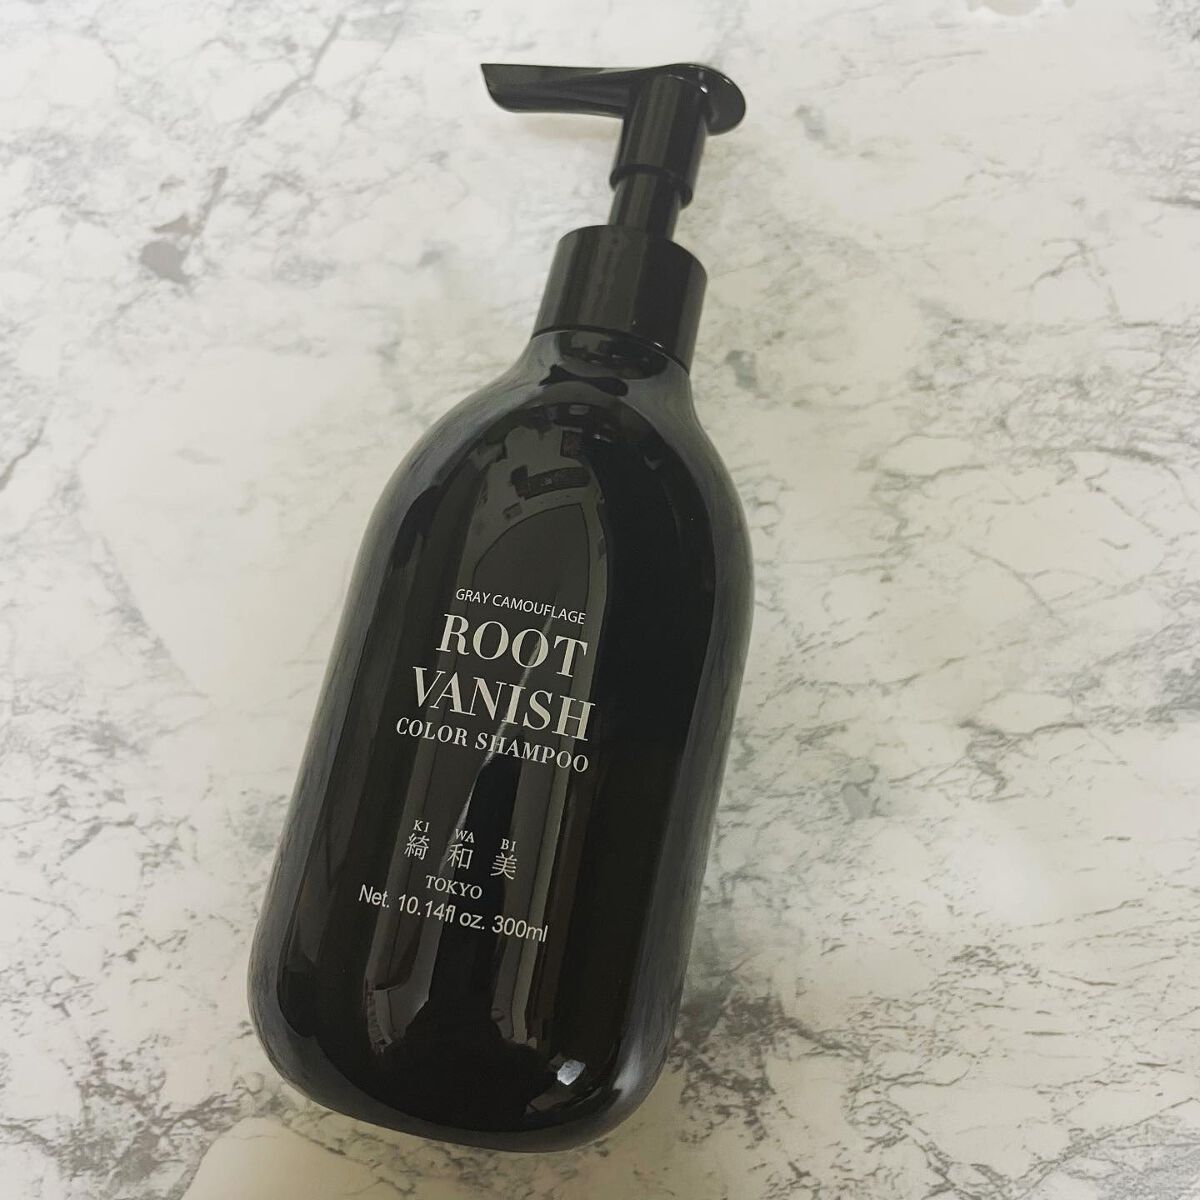 GRAY CAMOUFLAGE
ROOT
VANISH
COLOR SHAMPOO
KI WA BI
綺和美
TOKYO
Net. 10.14fl oz. 300ml